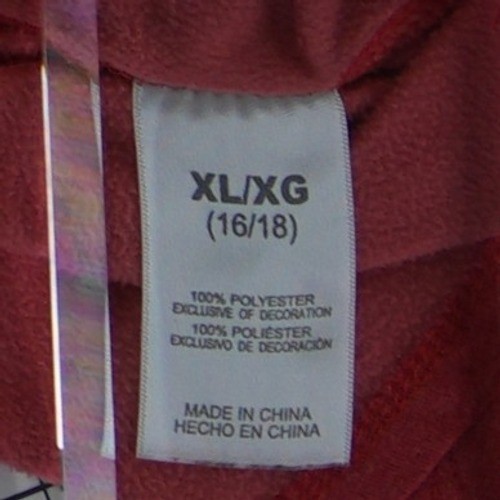 XL/XG
(16/18)
100% POLYESTER
EXCLUSIVE OF DECORATION
100% POLIÉSTER
EXCLUSIVO DE DECORACIÓN
MADE IN CHINA
HECHO EN CHINA